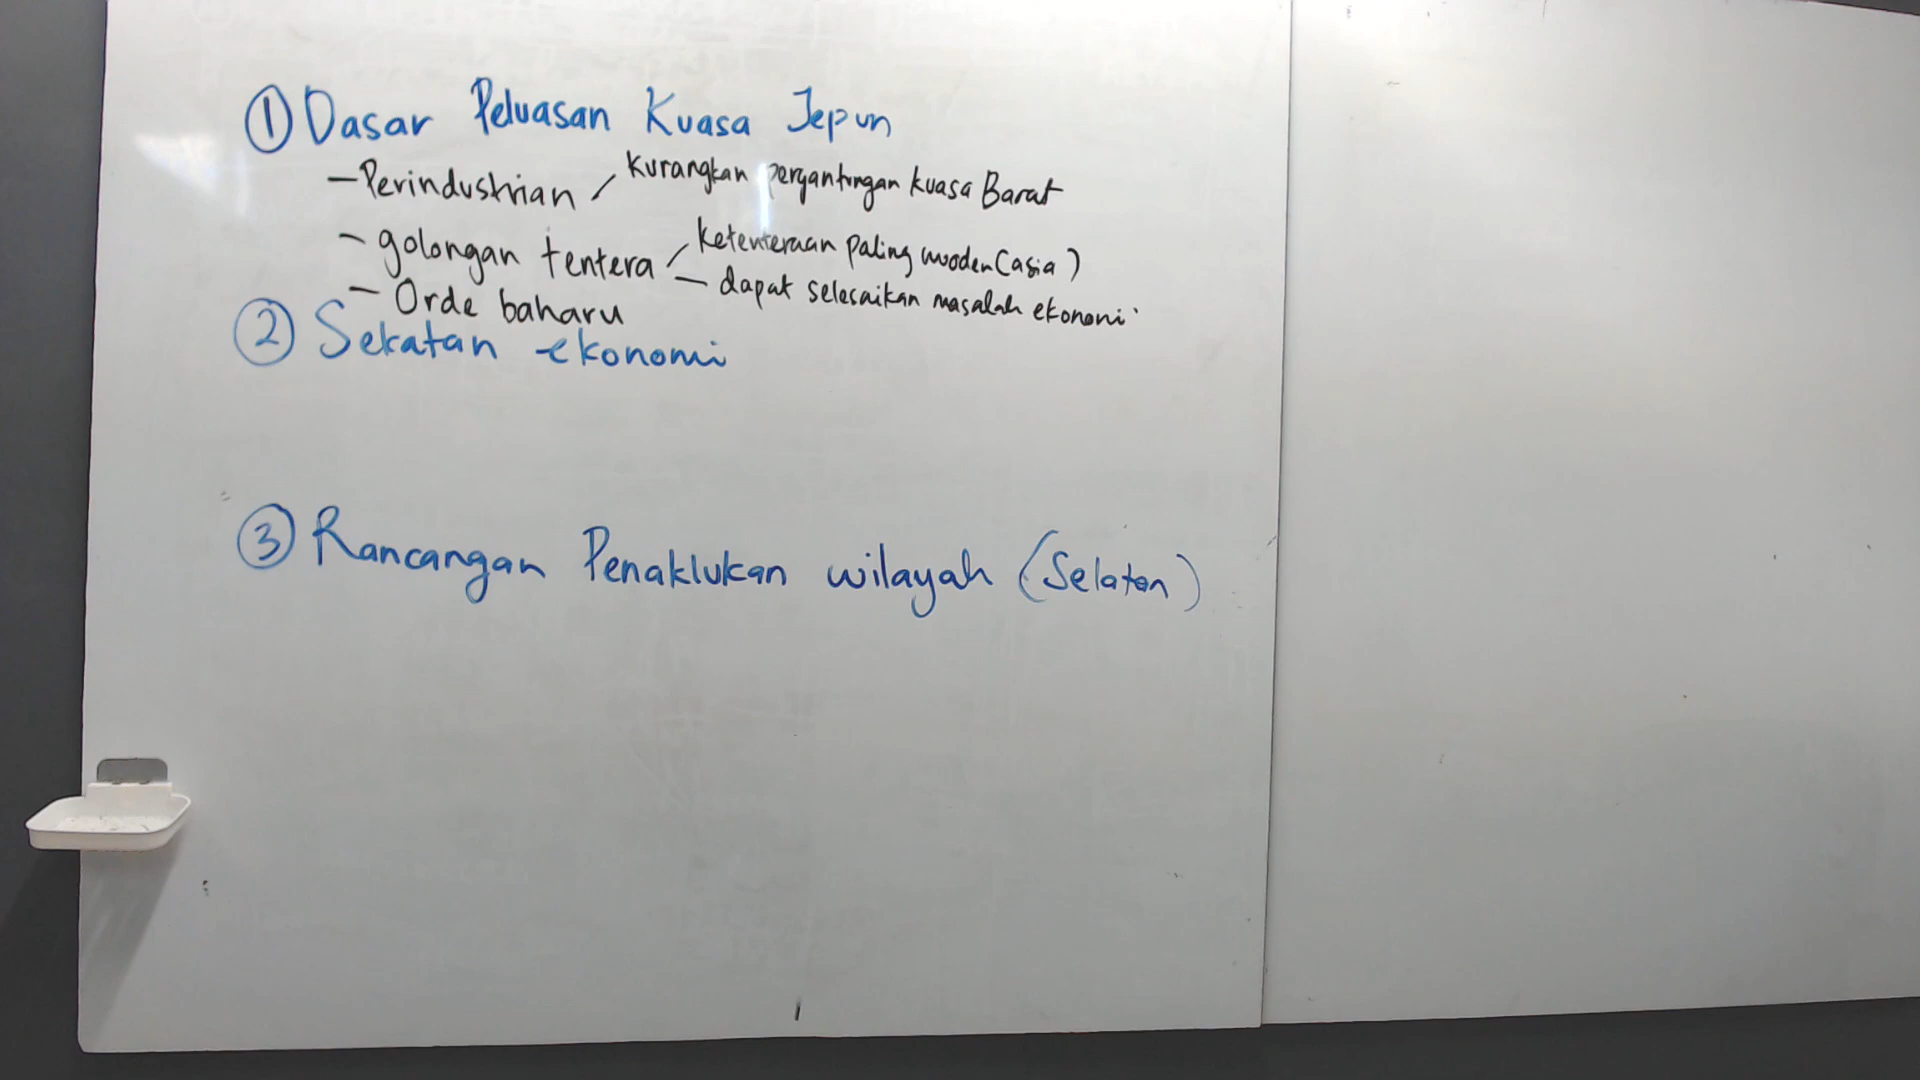 ① Dasar Peluasan Kuasa Jepun
- Perindustrian / kurangkan pergantungan kuasa Barat
- golongan tentera / ketenteraan paling moden (asia)
- dapat selesaikan masalah ekonomi
- Orde baharu
② Sekatan ekonomi
③ Rancangan Penaklukan wilayah (Selatan)